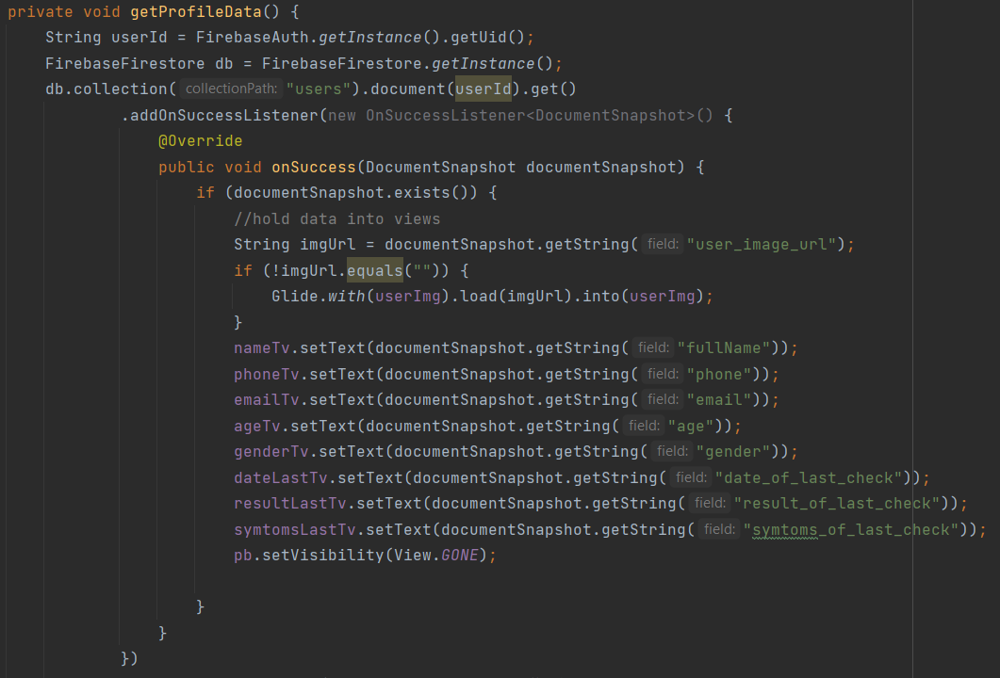 private void getProfileData() {
String userId = FirebaseAuth.getInstance().getUid();
FirebaseFirestore db = FirebaseFirestore.getInstance();
db.collection( collectionPath: "users").document(userId).get()
.addOnSuccessListener(new OnSuccessListener<DocumentSnapshot>() {
@Override
public void onSuccess(DocumentSnapshot documentSnapshot) {
if (documentSnapshot.exists()) {
//hold data into views
String imgUrl = documentSnapshot.getString( field: "user_image_url");
if (!imgUrl.equals("")) {
Glide.with(userImg).load(imgUrl).into(userImg);
}
nameTv.setText(documentSnapshot.getString( field: "fullName"));
phoneTv.setText(documentSnapshot.getString( field: "phone"));
emailTv.setText(documentSnapshot.getString( field: "email"));
ageTv.setText(documentSnapshot.getString( field: "age"));
genderTv.setText(documentSnapshot.getString( field: "gender"));
dateLastTv.setText(documentSnapshot.getString( field: "date_of_last_check"));
resultLastTv.setText(documentSnapshot.getString( field: "result_of_last_check"));
symtomsLastTv.setText(documentSnapshot.getString( field: "symtoms_of_last_check"));
pb.setVisibility(View.GONE);
}
}
})